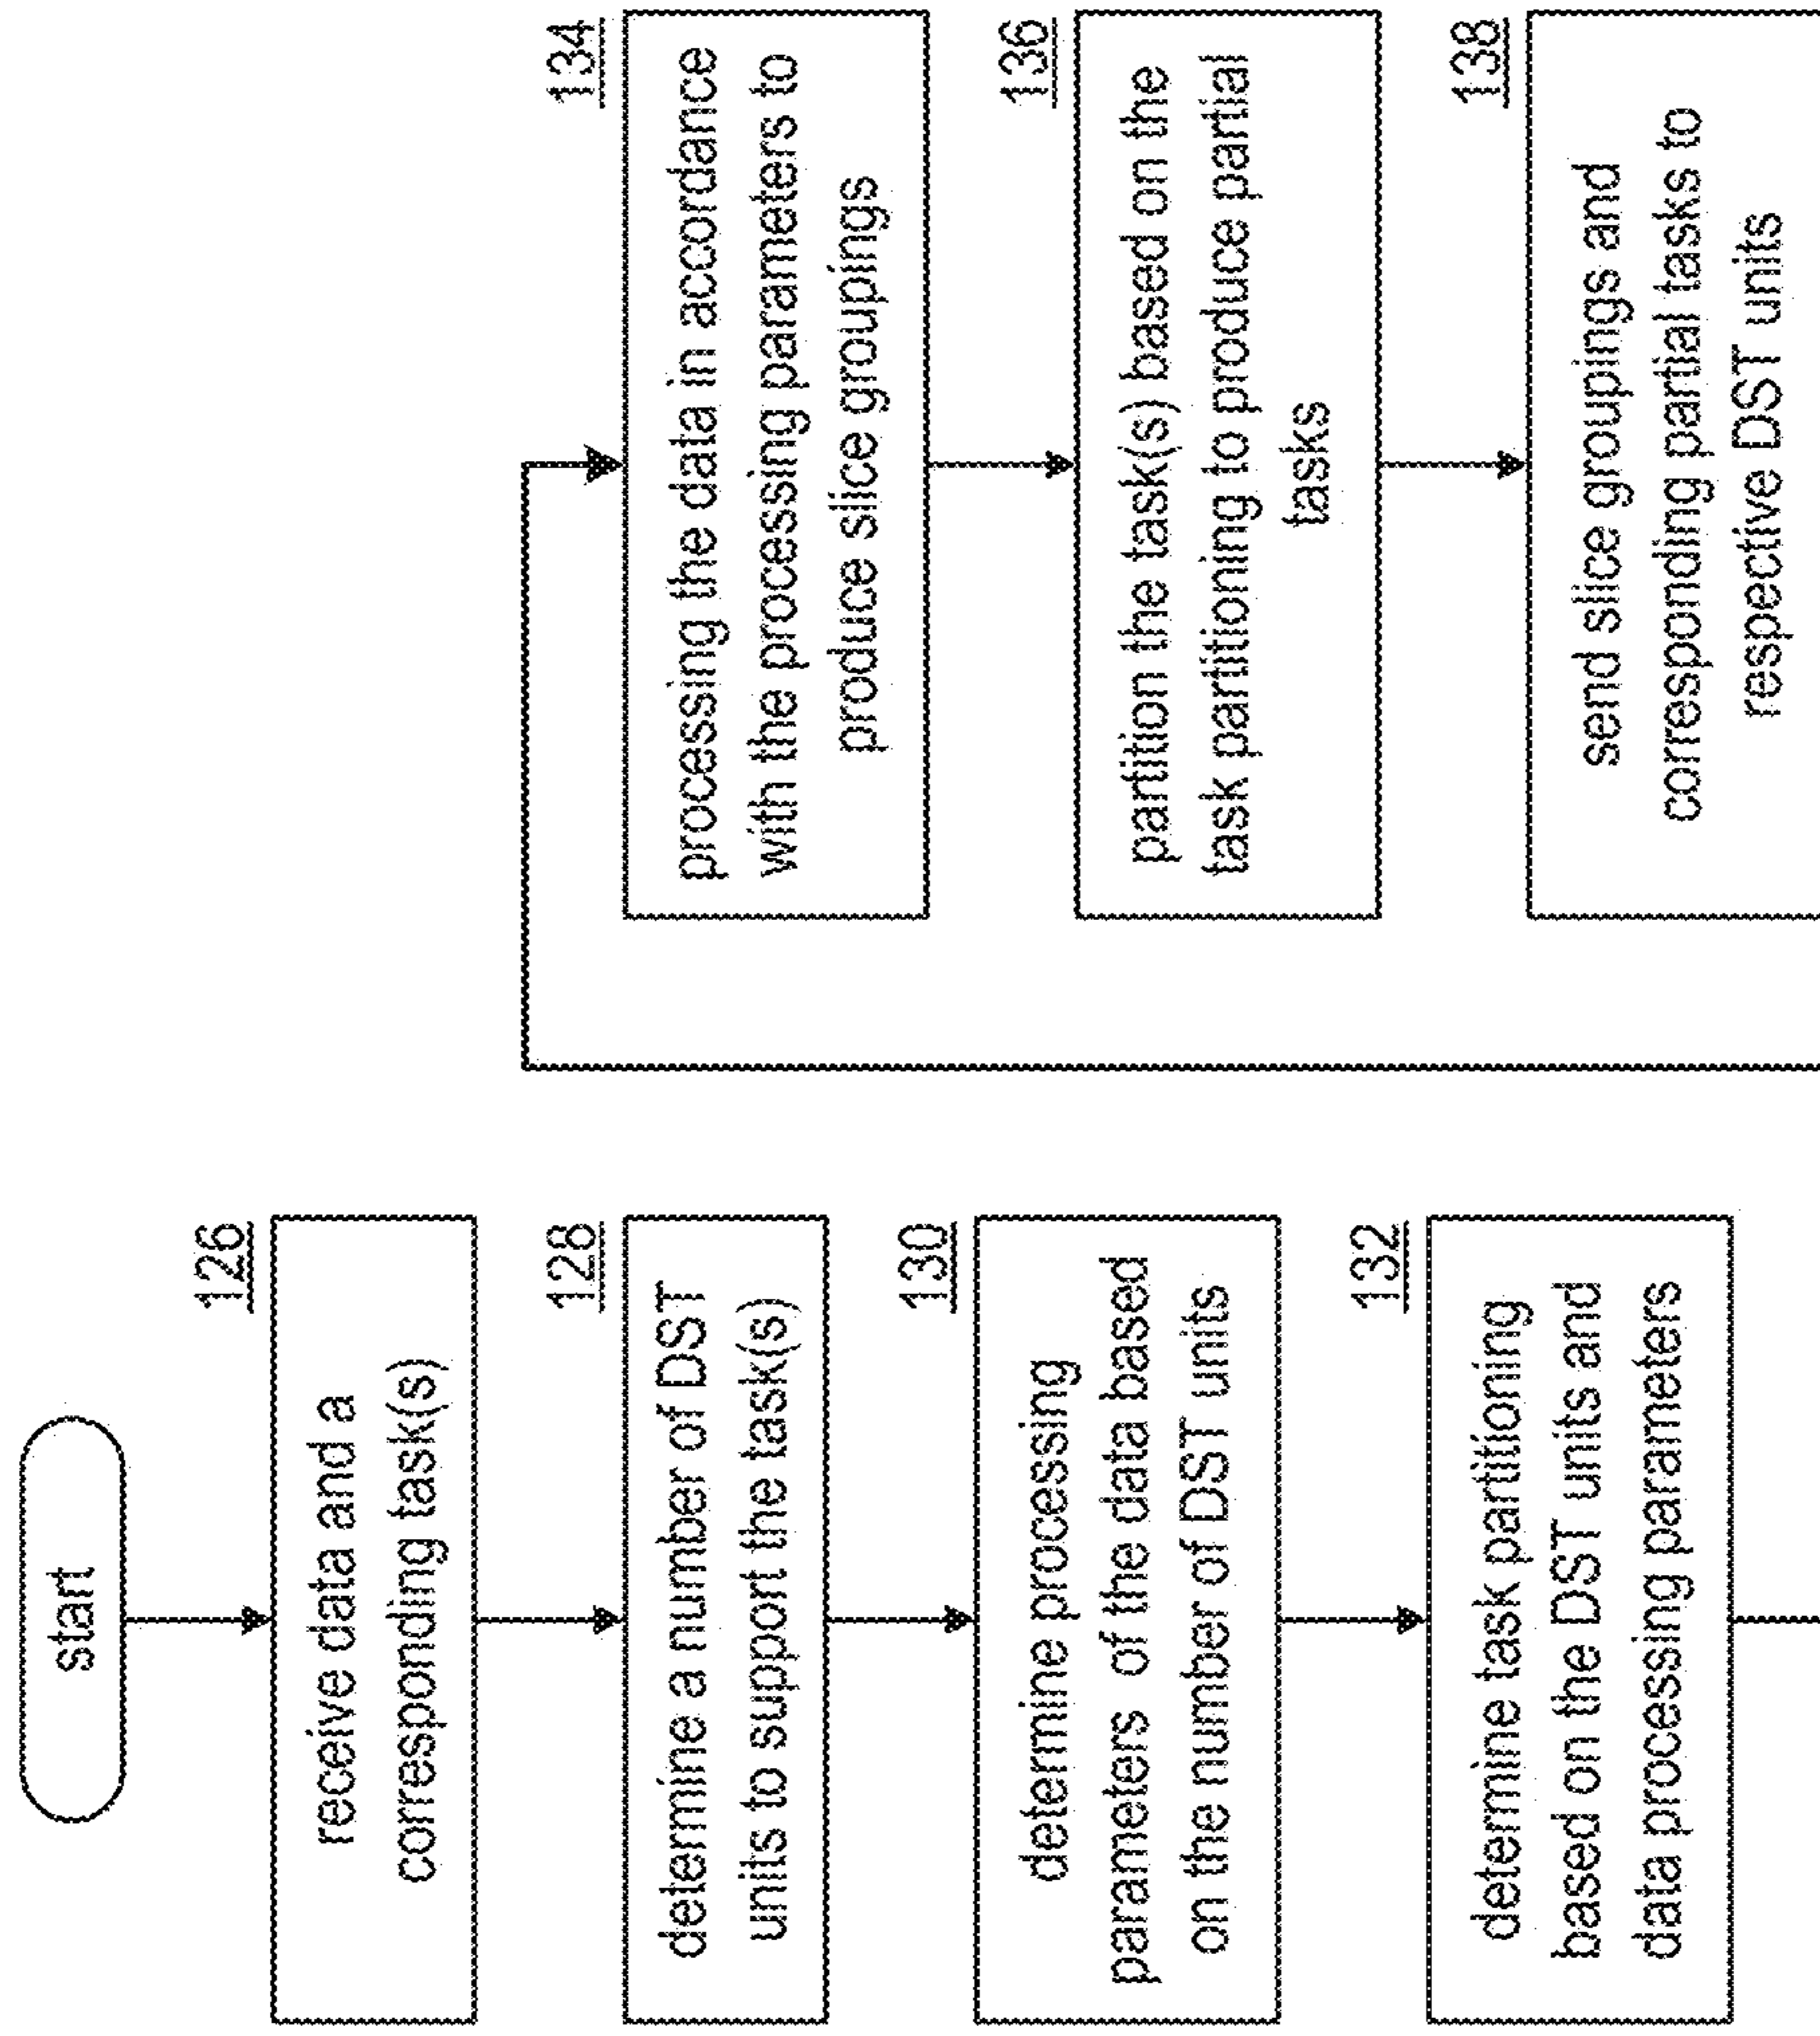 start
126
receive data and a
corresponding task(s)
128
determine a number of DST
units to support the task(s)
130
determine processing
parameters of the data based
on the number of DST units
132
determine task partitioning
based on the DST units and
data processing parameters
134
processing the data in accordance
with the processing parameters to
produce slice groupings
136
partition the task(s) based on the
task partitioning to produce partial
tasks
138
send slice groupings and
corresponding partial tasks to
respective DST units